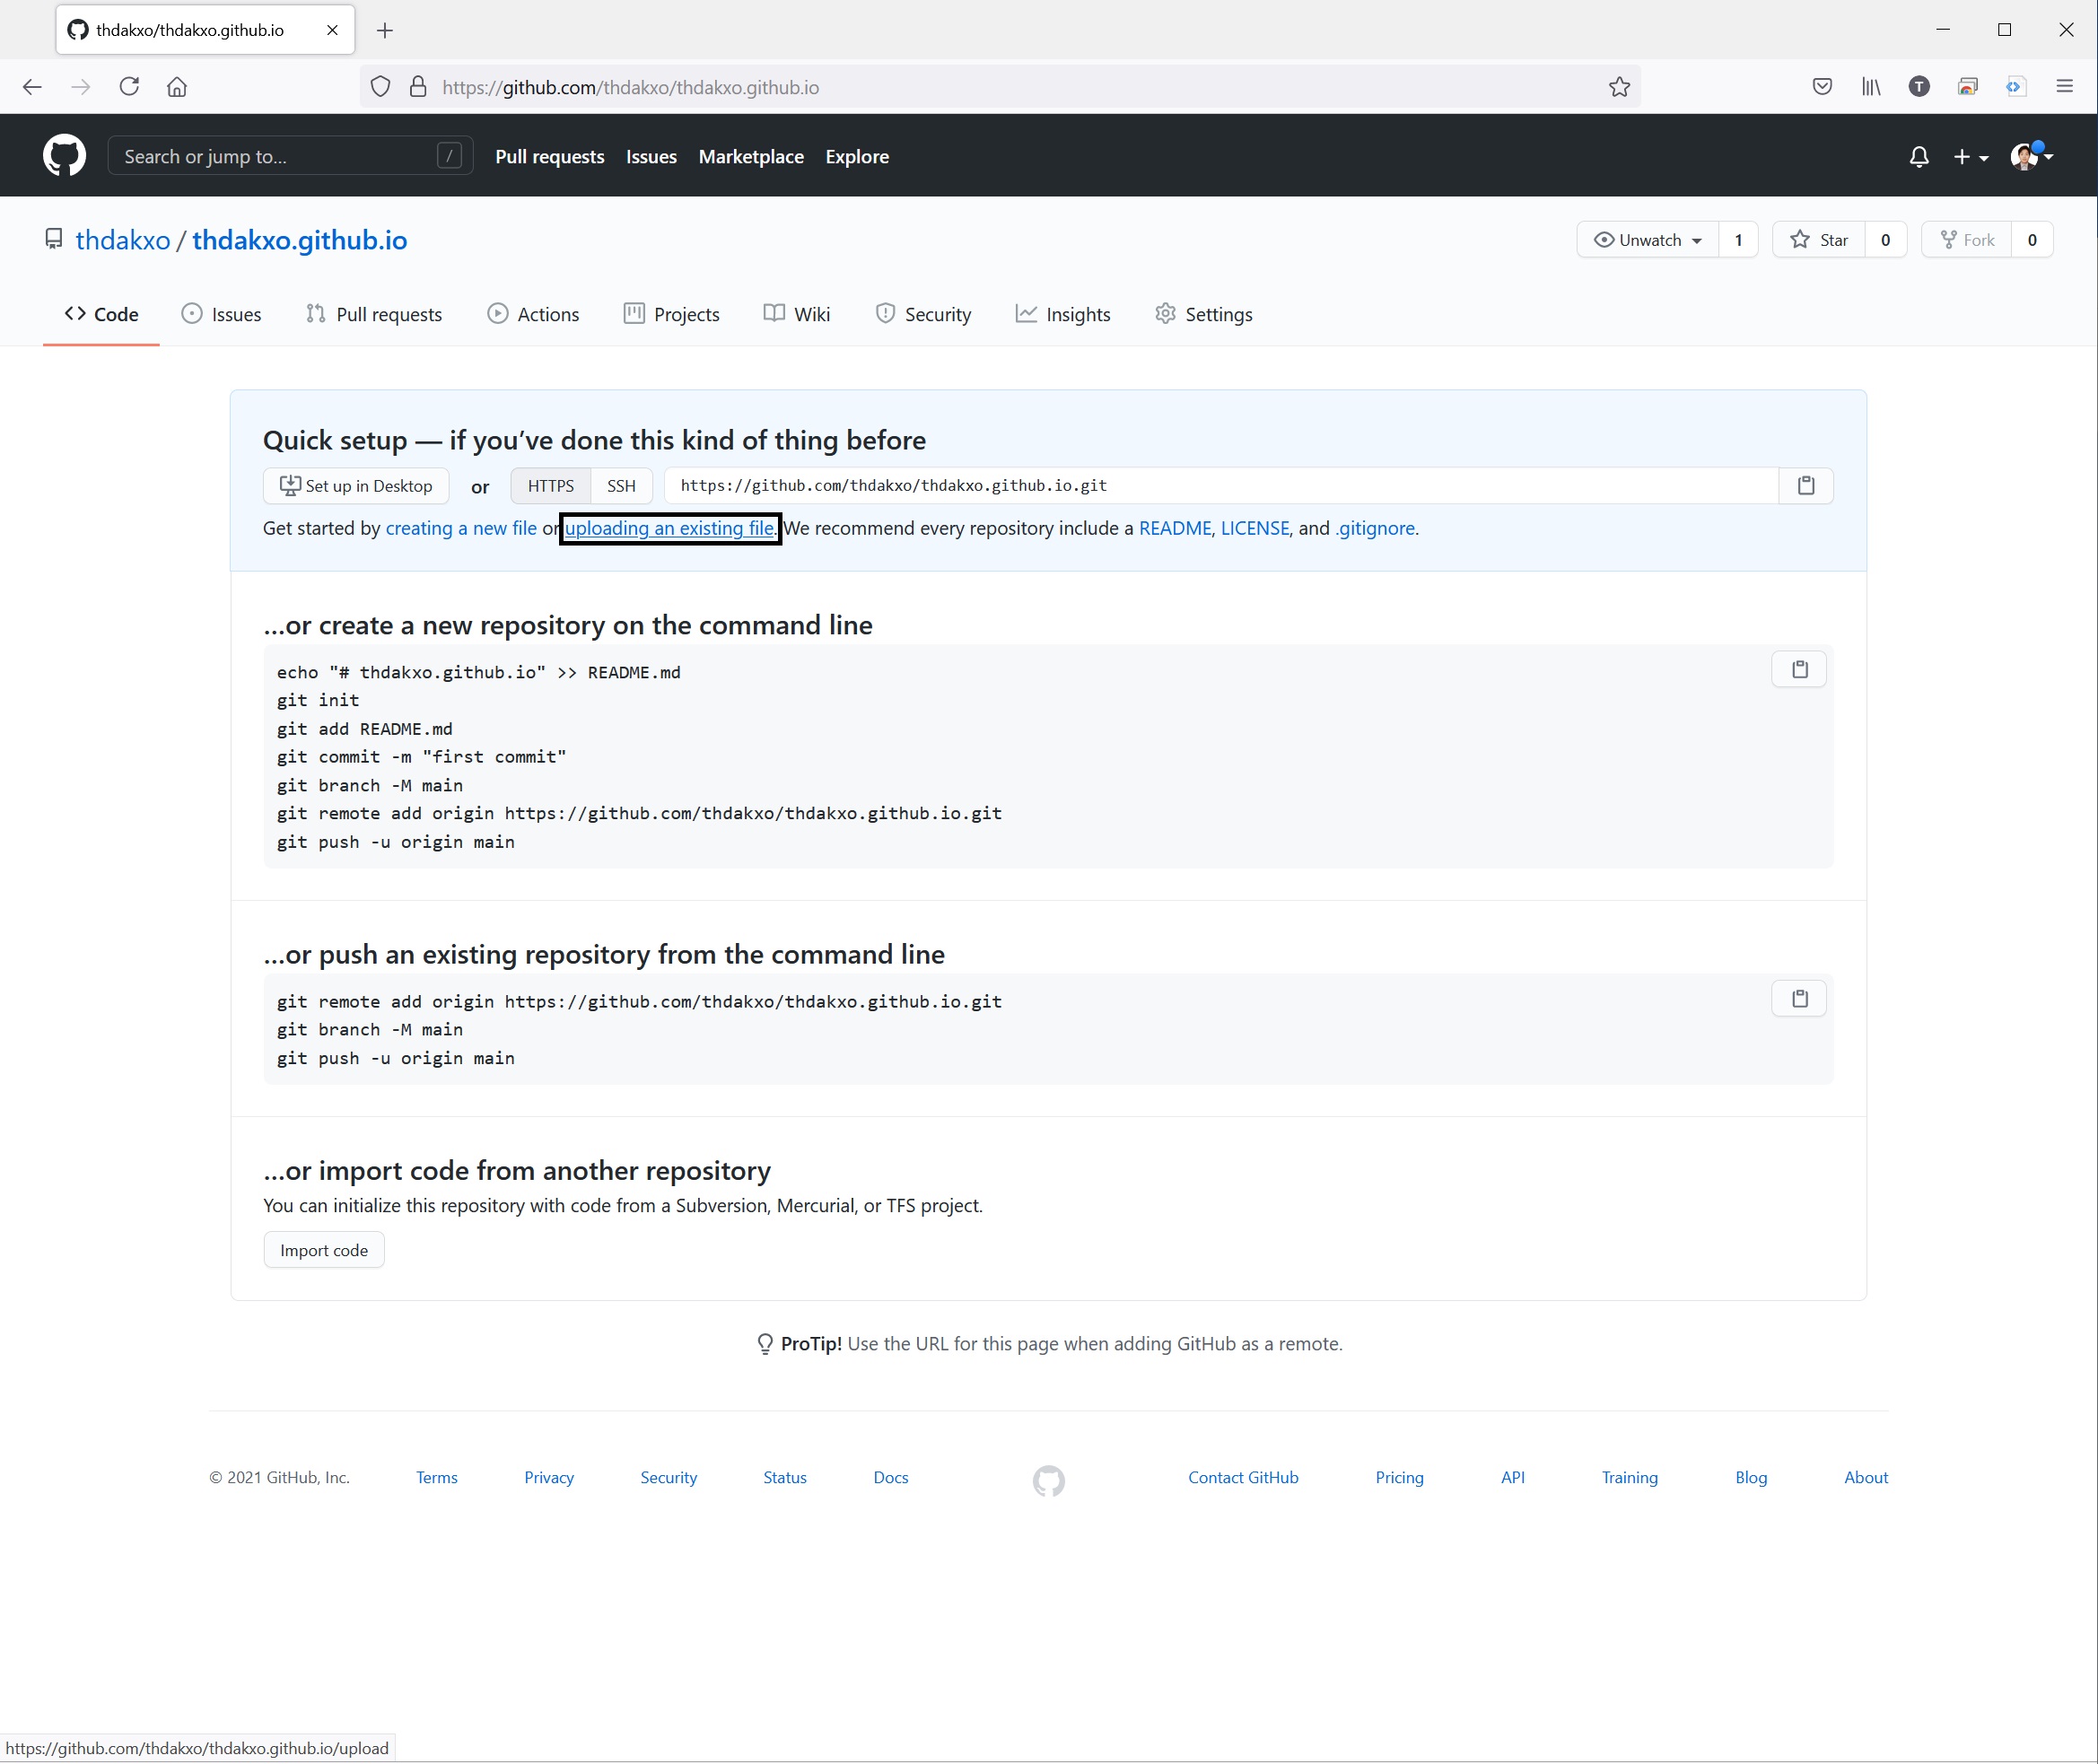 thdakxo/thdakxo.github.io
https://github.com/thdakxo/thdakxo.github.io
T
Search or jump to...
/
Pull requests
Issues
Marketplace
Explore
thdakxo / thdakxo.github.io
Unwatch
1
Star
0
Fork
0
Code
Issues
Pull requests
Actions
Projects
Wiki
Security
Insights
Settings
Quick setup — if you’ve done this kind of thing before
Set up in Desktop
or
HTTPS
SSH
https://github.com/thdakxo/thdakxo.github.io.git
Get started by creating a new file or uploading an existing file. We recommend every repository include a README, LICENSE, and .gitignore.
…or create a new repository on the command line
echo "# thdakxo.github.io" >> README.md
git init
git add README.md
git commit -m "first commit"
git branch -M main
git remote add origin https://github.com/thdakxo/thdakxo.github.io.git
git push -u origin main
…or push an existing repository from the command line
git remote add origin https://github.com/thdakxo/thdakxo.github.io.git
git branch -M main
git push -u origin main
…or import code from another repository
You can initialize this repository with code from a Subversion, Mercurial, or TFS project.
Import code
ProTip! Use the URL for this page when adding GitHub as a remote.
© 2021 GitHub, Inc.
Terms
Privacy
Security
Status
Docs
Contact GitHub
Pricing
API
Training
Blog
About
https://github.com/thdakxo/thdakxo.github.io/upload